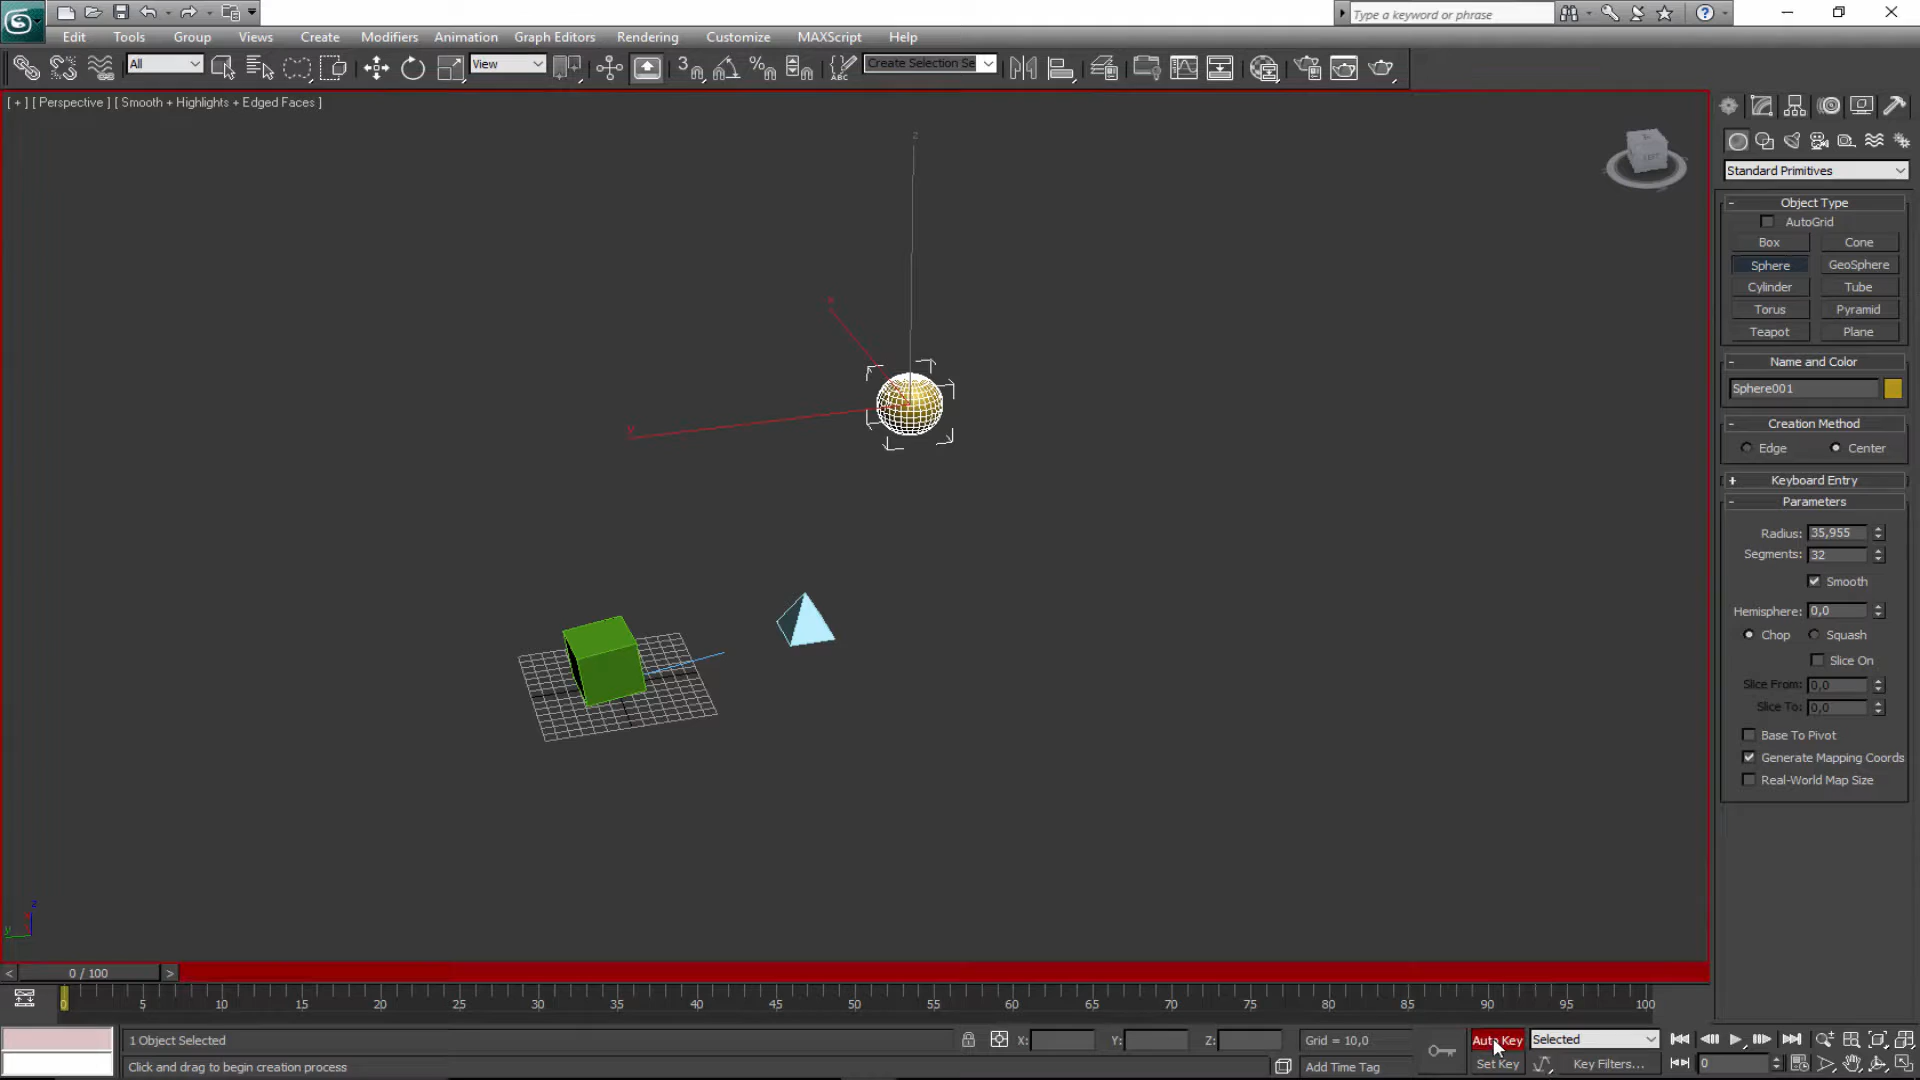 Type a keyword or phrase
Edit Tools Group Views Create Modifiers Animation Graph Editors Rendering Customize MAXScript Help
All View 3 % ABC Create Selection Se
[ + ] [ Perspective ] [ Smooth + Highlights + Edged Faces ]
z
x
y
LEFT
Standard Primitives
- Object Type
AutoGrid
Box Cone
Sphere GeoSphere
Cylinder Tube
Torus Pyramid
Teapot Plane
- Name and Color
Sphere001
- Creation Method
Edge Center
+ Keyboard Entry
- Parameters
Radius: 35,955
Segments: 32
Smooth
Hemisphere: 0,0
Chop Squash
Slice On
Slice From: 0,0
Slice To: 0,0
Base To Pivot
Generate Mapping Coords
Real-World Map Size
z
y
< 0 / 100 >
0 5 10 15 20 25 30 35 40 45 50 55 60 65 70 75 80 85 90 95 100
1 Object Selected X: Y: Z: Grid = 10,0 Auto Key Selected
Click and drag to begin creation process Add Time Tag Set Key Key Filters... 0